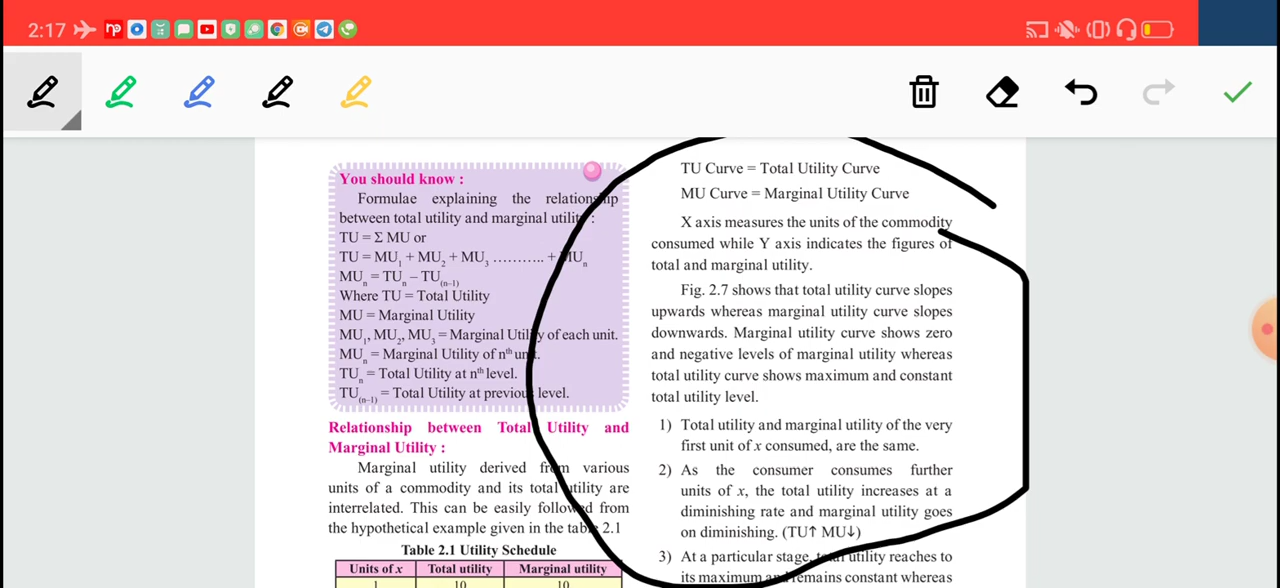 2:17
You should know :
Formulae explaining the relationship
between total utility and marginal utility :
TU = Σ MU or
TU = MU₁ + MU₂ + MU₃ .......... + MUₙ
MUₙ = TUₙ – TU₍ₙ₋₁₎
Where TU = Total Utility
MU = Marginal Utility
MU₁, MU₂, MU₃ = Marginal Utility of each unit.
MUₙ = Marginal Utility of nᵗʰ unit.
TUₙ = Total Utility at nᵗʰ level.
TU₍ₙ₋₁₎ = Total Utility at previous level.
Relationship between Total Utility and
Marginal Utility :
Marginal utility derived from various
units of a commodity and its total utility are
interrelated. This can be easily followed from
the hypothetical example given in the table 2.1
Table 2.1 Utility Schedule
Units of x Total utility Marginal utility
1 10 10
TU Curve = Total Utility Curve
MU Curve = Marginal Utility Curve
X axis measures the units of the commodity
consumed while Y axis indicates the figures of
total and marginal utility.
Fig. 2.7 shows that total utility curve slopes
upwards whereas marginal utility curve slopes
downwards. Marginal utility curve shows zero
and negative levels of marginal utility whereas
total utility curve shows maximum and constant
total utility level.
1) Total utility and marginal utility of the very
first unit of x consumed, are the same.
2) As the consumer consumes further
units of x, the total utility increases at a
diminishing rate and marginal utility goes
on diminishing. (TU↑ MU↓)
3) At a particular stage, total utility reaches to
its maximum and remains constant whereas